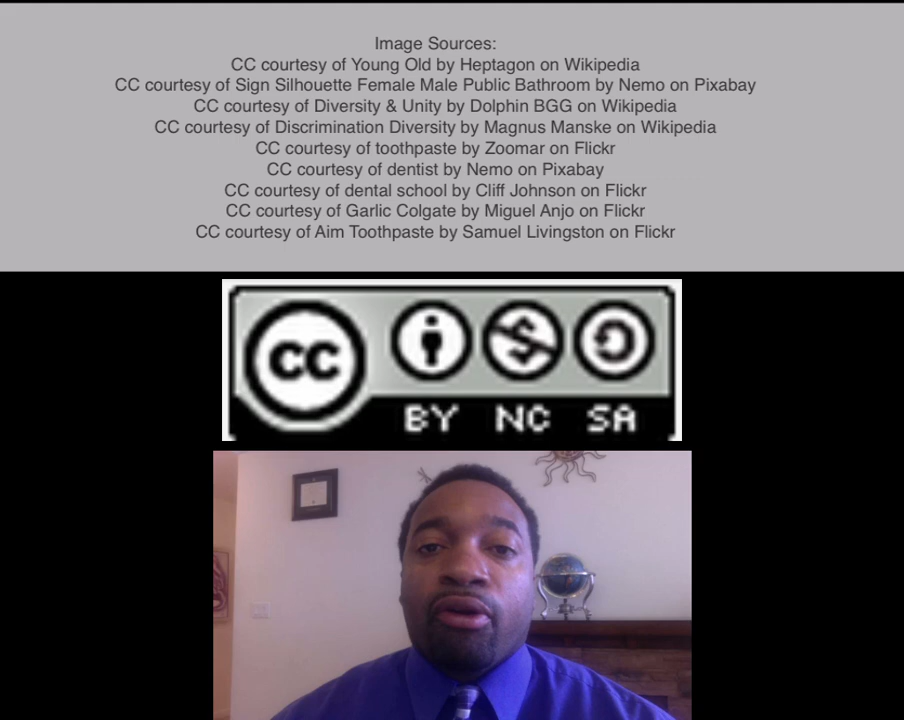 Image Sources:
CC courtesy of Young Old by Heptagon on Wikipedia
CC courtesy of Sign Silhouette Female Male Public Bathroom by Nemo on Pixabay
CC courtesy of Diversity & Unity by Dolphin BGG on Wikipedia
CC courtesy of Discrimination Diversity by Magnus Manske on Wikipedia
CC courtesy of toothpaste by Zoomar on Flickr
CC courtesy of dentist by Nemo on Pixabay
CC courtesy of dental school by Cliff Johnson on Flickr
CC courtesy of Garlic Colgate by Miguel Anjo on Flickr
CC courtesy of Aim Toothpaste by Samuel Livingston on Flickr
CC
BY NC SA